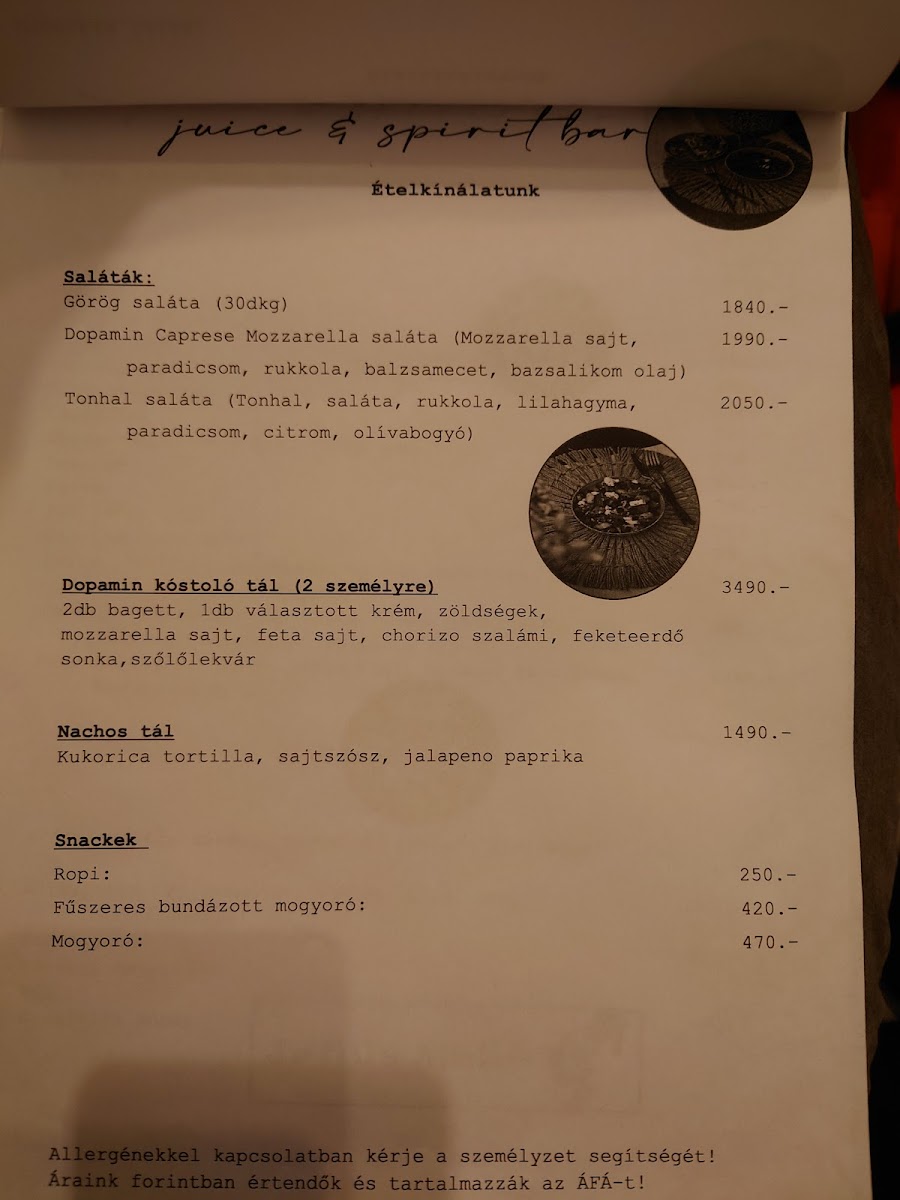 juice & spirit bar
Ételkínálatunk
Saláták:
Görög saláta (30dkg) 1840.-
Dopamin Caprese Mozzarella saláta (Mozzarella sajt, 1990.-
paradicsom, rukkola, balzsamecet, bazsalikom olaj)
Tonhal saláta (Tonhal, saláta, rukkola, lilahagyma, 2050.-
paradicsom, citrom, olívabogyó)
Dopamin kóstoló tál (2 személyre) 3490.-
2db bagett, 1db választott krém, zöldségek,
mozzarella sajt, feta sajt, chorizo szalámi, feketeerdő
sonka,szőlőlekvár
Nachos tál 1490.-
Kukorica tortilla, sajtszósz, jalapeno paprika
Snackek
Ropi: 250.-
Fűszeres bundázott mogyoró: 420.-
Mogyoró: 470.-
Allergénekkel kapcsolatban kérje a személyzet segítségét!
Áraink forintban értendők és tartalmazzák az ÁFÁ-t!